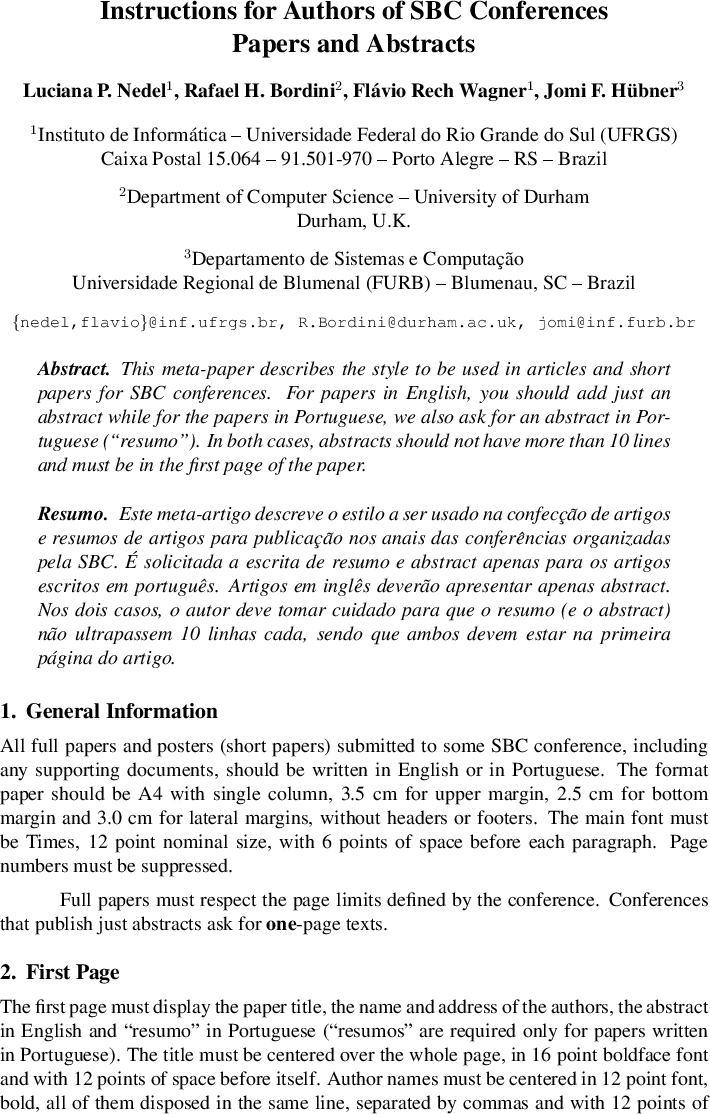 Instructions for Authors of SBC Conferences
Papers and Abstracts
Luciana P. Nedel1, Rafael H. Bordini2, Flávio Rech Wagner1, Jomi F. Hübner3
1Instituto de Informática – Universidade Federal do Rio Grande do Sul (UFRGS)
Caixa Postal 15.064 – 91.501-970 – Porto Alegre – RS – Brazil
2Department of Computer Science – University of Durham
Durham, U.K.
3Departamento de Sistemas e Computação
Universidade Regional de Blumenal (FURB) – Blumenau, SC – Brazil
{nedel,flavio}@inf.ufrgs.br, R.Bordini@durham.ac.uk, jomi@inf.furb.br
Abstract. This meta-paper describes the style to be used in articles and short
papers for SBC conferences. For papers in English, you should add just an
abstract while for the papers in Portuguese, we also ask for an abstract in Por-
tuguese (“resumo”). In both cases, abstracts should not have more than 10 lines
and must be in the first page of the paper.
Resumo. Este meta-artigo descreve o estilo a ser usado na confecção de artigos
e resumos de artigos para publicação nos anais das conferências organizadas
pela SBC. É solicitada a escrita de resumo e abstract apenas para os artigos
escritos em português. Artigos em inglês deverão apresentar apenas abstract.
Nos dois casos, o autor deve tomar cuidado para que o resumo (e o abstract)
não ultrapassem 10 linhas cada, sendo que ambos devem estar na primeira
página do artigo.
1. General Information
All full papers and posters (short papers) submitted to some SBC conference, including
any supporting documents, should be written in English or in Portuguese. The format
paper should be A4 with single column, 3.5 cm for upper margin, 2.5 cm for bottom
margin and 3.0 cm for lateral margins, without headers or footers. The main font must
be Times, 12 point nominal size, with 6 points of space before each paragraph. Page
numbers must be suppressed.
Full papers must respect the page limits defined by the conference. Conferences
that publish just abstracts ask for one-page texts.
2. First Page
The first page must display the paper title, the name and address of the authors, the abstract
in English and “resumo” in Portuguese (“resumos” are required only for papers written
in Portuguese). The title must be centered over the whole page, in 16 point boldface font
and with 12 points of space before itself. Author names must be centered in 12 point font,
bold, all of them disposed in the same line, separated by commas and with 12 points of